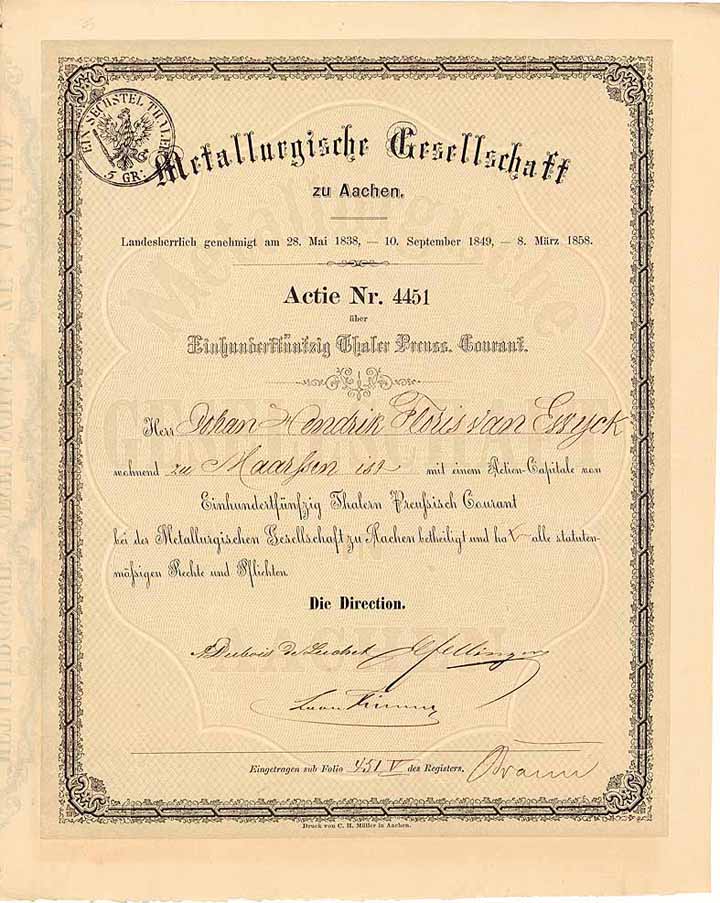 EIN SECHSTEL THALER
5 GR:
Metallurgische Gesellschaft
zu Aachen.
Landesherrlich genehmigt am 28. Mai 1838, — 10. September 1849, — 8. März 1858.
Actie Nr. 4451
über
Einhundertfünfzig Thaler Preuss. Courant.
Herr Johan Hendrik Floris van Eswyck
wohnend zu Maarssen ist mit einem Actien-Capitale von
Einhundertfünfzig Thalern Preußisch Courant
bei der Metallurgischen Gesellschaft zu Aachen betheiligt und hat alle statuten-
mäßigen Rechte und Pflichten.
Die Direction.
Eingetragen sub Folio 451 V des Registers.
Druck von C. H. Müller in Aachen.